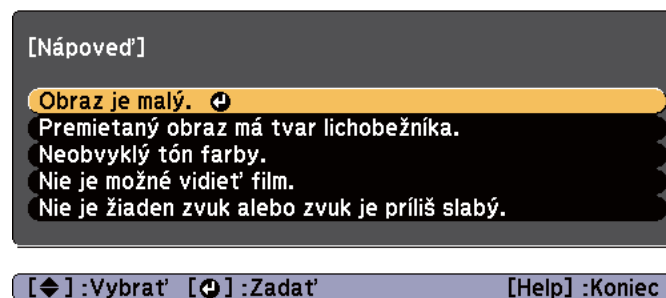 [Nápoveď]
Obraz je malý.
Premietaný obraz má tvar lichobežníka.
Neobvyklý tón farby.
Nie je možné vidieť film.
Nie je žiaden zvuk alebo zvuk je príliš slabý.
[◆] :Vybrať [↵] :Zadať [Help] :Koniec